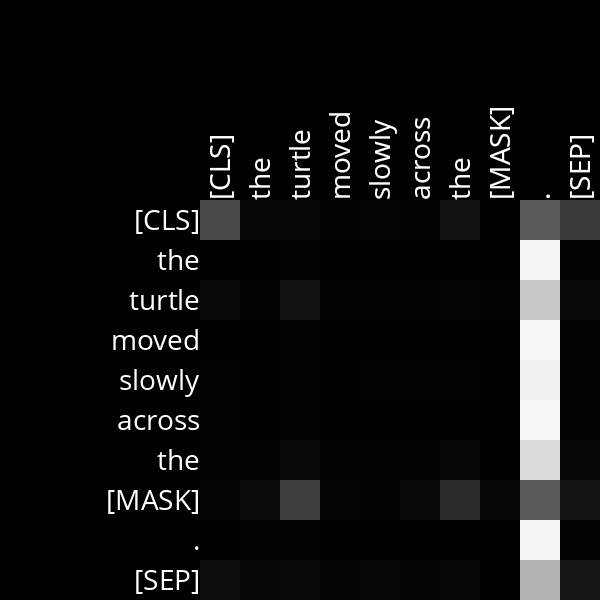 [CLS] the turtle moved slowly across the [MASK] . [SEP]
[CLS]
the
turtle
moved
slowly
across
the
[MASK]
.
[SEP]